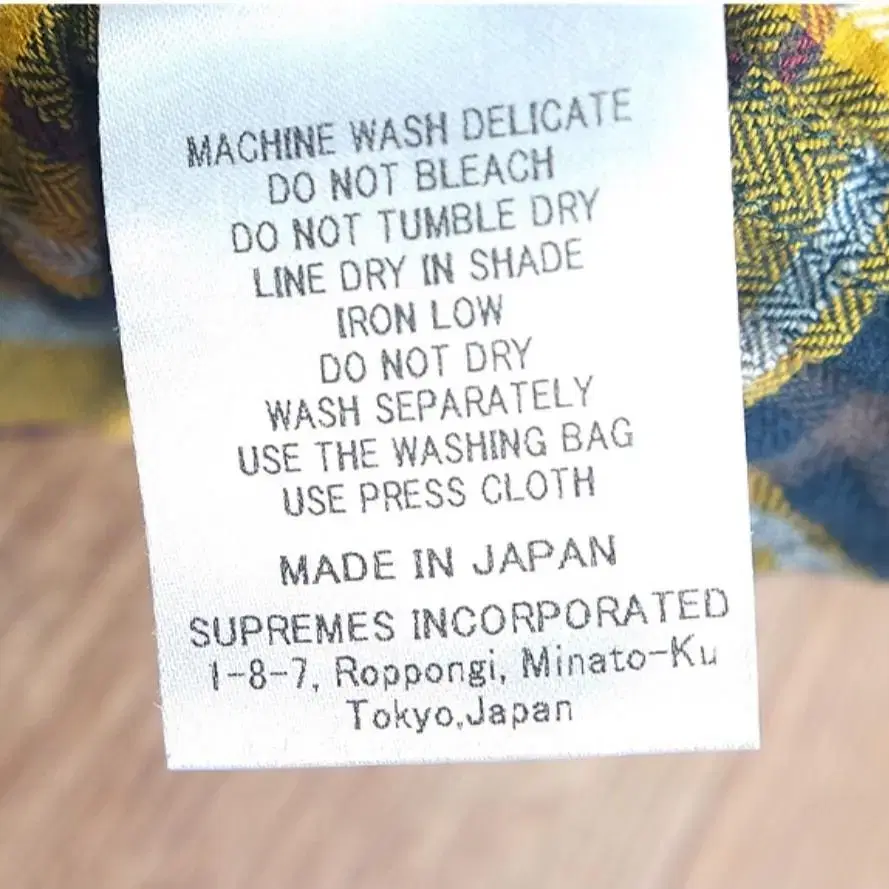 MACHINE WASH DELICATE
DO NOT BLEACH
DO NOT TUMBLE DRY
LINE DRY IN SHADE
IRON LOW
DO NOT DRY
WASH SEPARATELY
USE THE WASHING BAG
USE PRESS CLOTH
MADE IN JAPAN
SUPREMES INCORPORATED
1-8-7, Roppongi, Minato-Ku
Tokyo,Japan